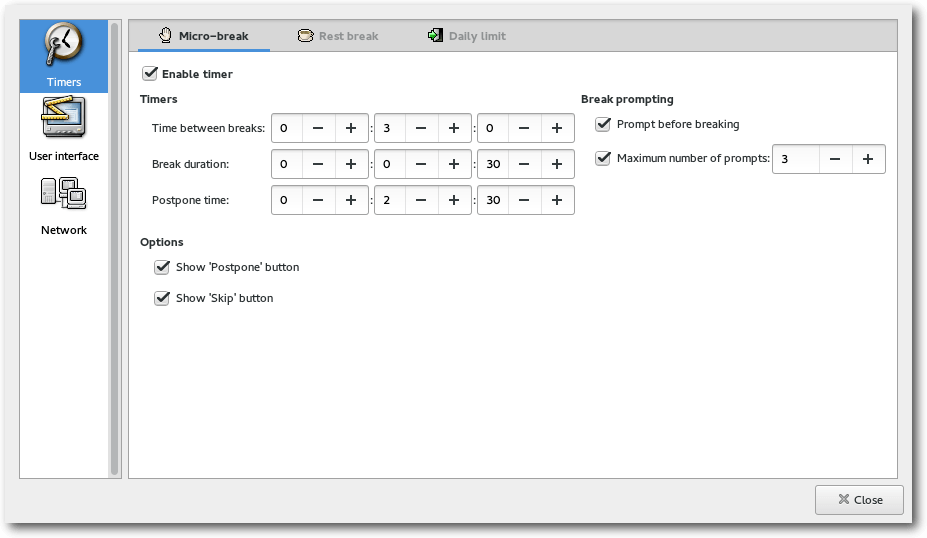 Micro-break Rest break Daily limit
Timers
User interface
Network
Enable timer
Timers
Time between breaks: 0 − + : 3 − + : 0 − +
Break duration: 0 − + : 0 − + : 30 − +
Postpone time: 0 − + : 2 − + : 30 − +
Break prompting
Prompt before breaking
Maximum number of prompts: 3 − +
Options
Show 'Postpone' button
Show 'Skip' button
Close